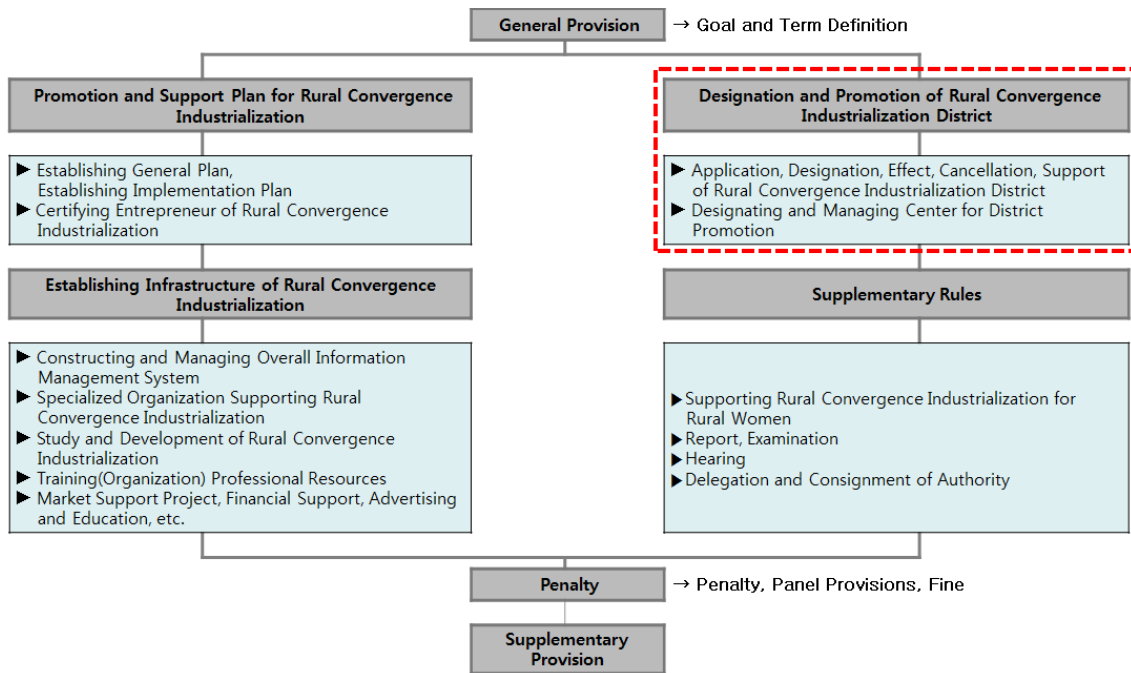 General Provision → Goal and Term Definition
Promotion and Support Plan for Rural Convergence
Industrialization
▶ Establishing General Plan,
Establishing Implementation Plan
▶ Certifying Entrepreneur of Rural Convergence
Industrialization
Establishing Infrastructure of Rural Convergence
Industrialization
▶ Constructing and Managing Overall Information
Management System
▶ Specialized Organization Supporting Rural
Convergence Industrialization
▶ Study and Development of Rural Convergence
Industrialization
▶ Training(Organization) Professional Resources
▶ Market Support Project, Financial Support, Advertising
and Education, etc.
Designation and Promotion of Rural Convergence
Industrialization District
▶ Application, Designation, Effect, Cancellation, Support
of Rural Convergence Industrialization District
▶ Designating and Managing Center for District
Promotion
Supplementary Rules
▶ Supporting Rural Convergence Industrialization for
Rural Women
▶ Report, Examination
▶ Hearing
▶ Delegation and Consignment of Authority
Penalty → Penalty, Panel Provisions, Fine
Supplementary
Provision